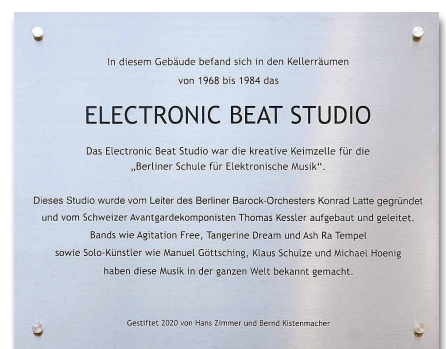 In diesem Gebäude befand sich in den Kellerräumen
von 1968 bis 1984 das
ELECTRONIC BEAT STUDIO
Das Electronic Beat Studio war die kreative Keimzelle für die
„Berliner Schule für Elektronische Musik“.
Dieses Studio wurde vom Leiter des Berliner Barock-Orchesters Konrad Latte gegründet
und vom Schweizer Avantgardekomponisten Thomas Kessler aufgebaut und geleitet.
Bands wie Agitation Free, Tangerine Dream und Ash Ra Tempel
sowie Solo-Künstler wie Manuel Göttsching, Klaus Schulze und Michael Hoenig
haben diese Musik in der ganzen Welt bekannt gemacht.
Gestiftet 2020 von Hans Zimmer und Bernd Kistenmacher